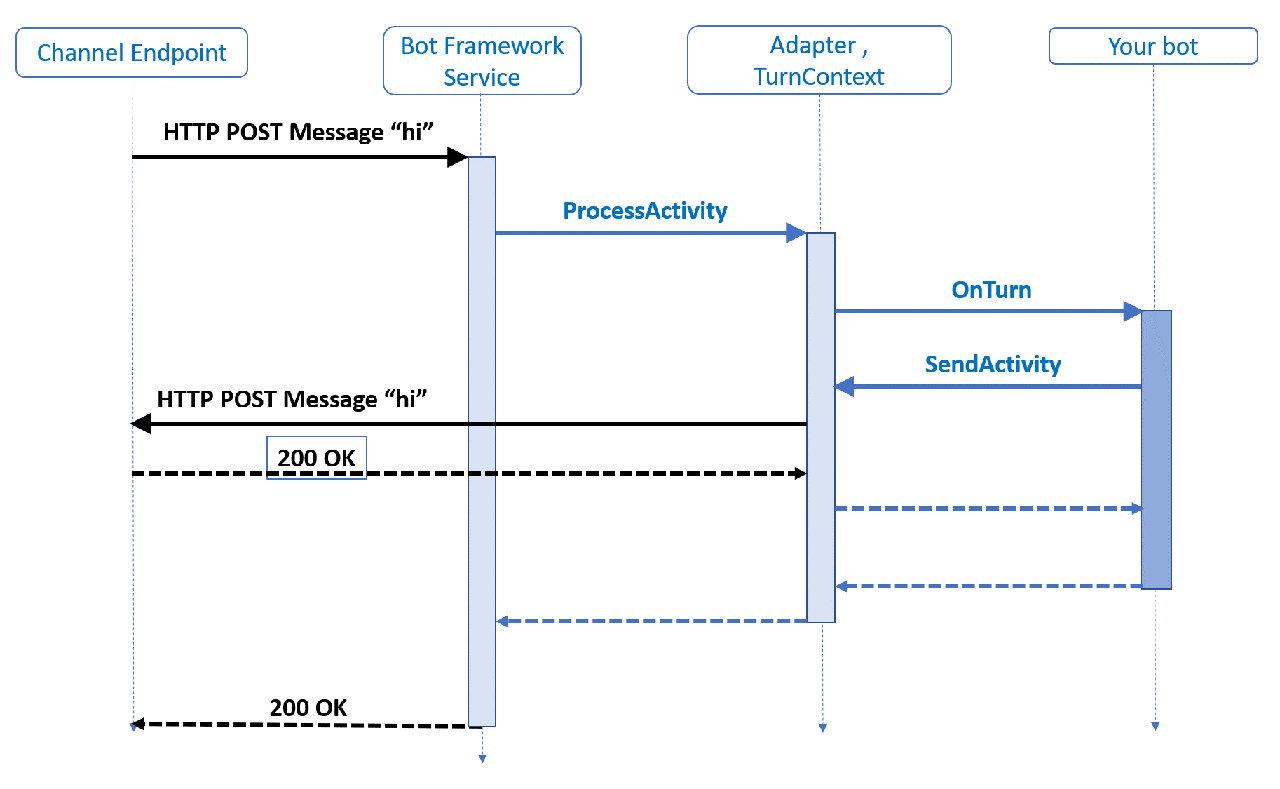 Channel Endpoint
Bot Framework
Service
Adapter ,
TurnContext
Your bot
HTTP POST Message “hi”
ProcessActivity
OnTurn
SendActivity
HTTP POST Message “hi”
200 OK
200 OK